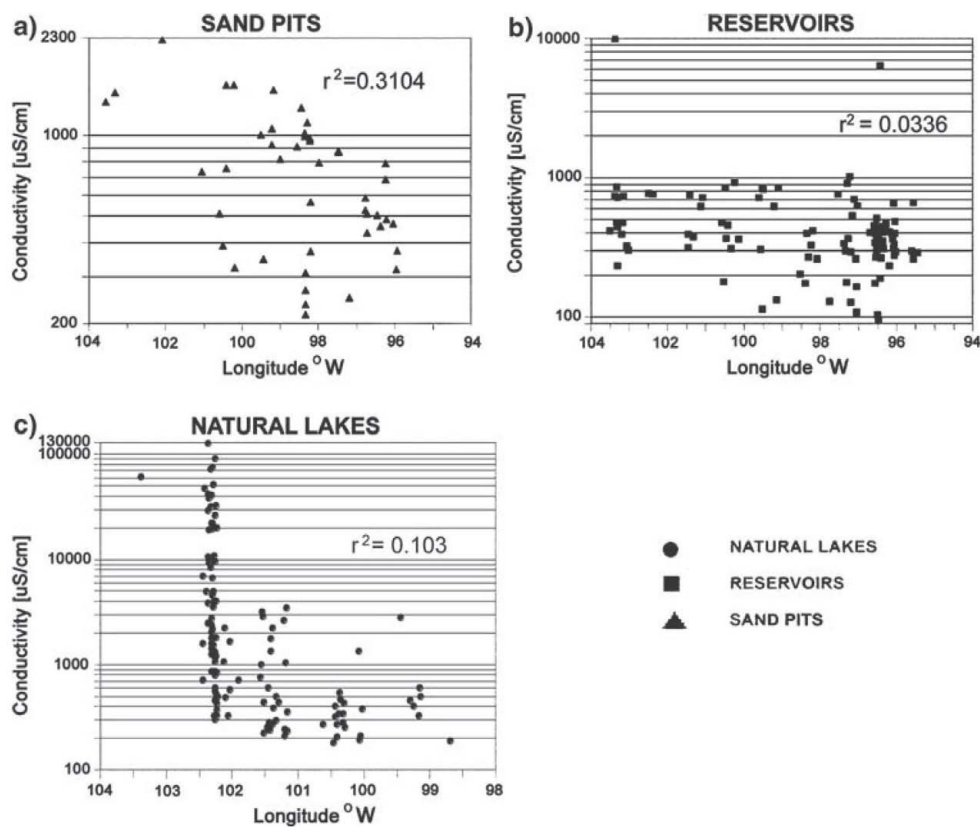 a) SAND PITS
2300
1000
200
Conductivity [uS/cm]
r²=0.3104
104 102 100 98 96 94
Longitude °W
b) RESERVOIRS
10000
1000
100
Conductivity [uS/cm]
r² = 0.0336
104 102 100 98 96 94
Longitude °W
c) NATURAL LAKES
130000
100000
10000
1000
100
Conductivity [uS/cm]
r²= 0.103
104 103 102 101 100 99 98
Longitude °W
NATURAL LAKES
RESERVOIRS
SAND PITS